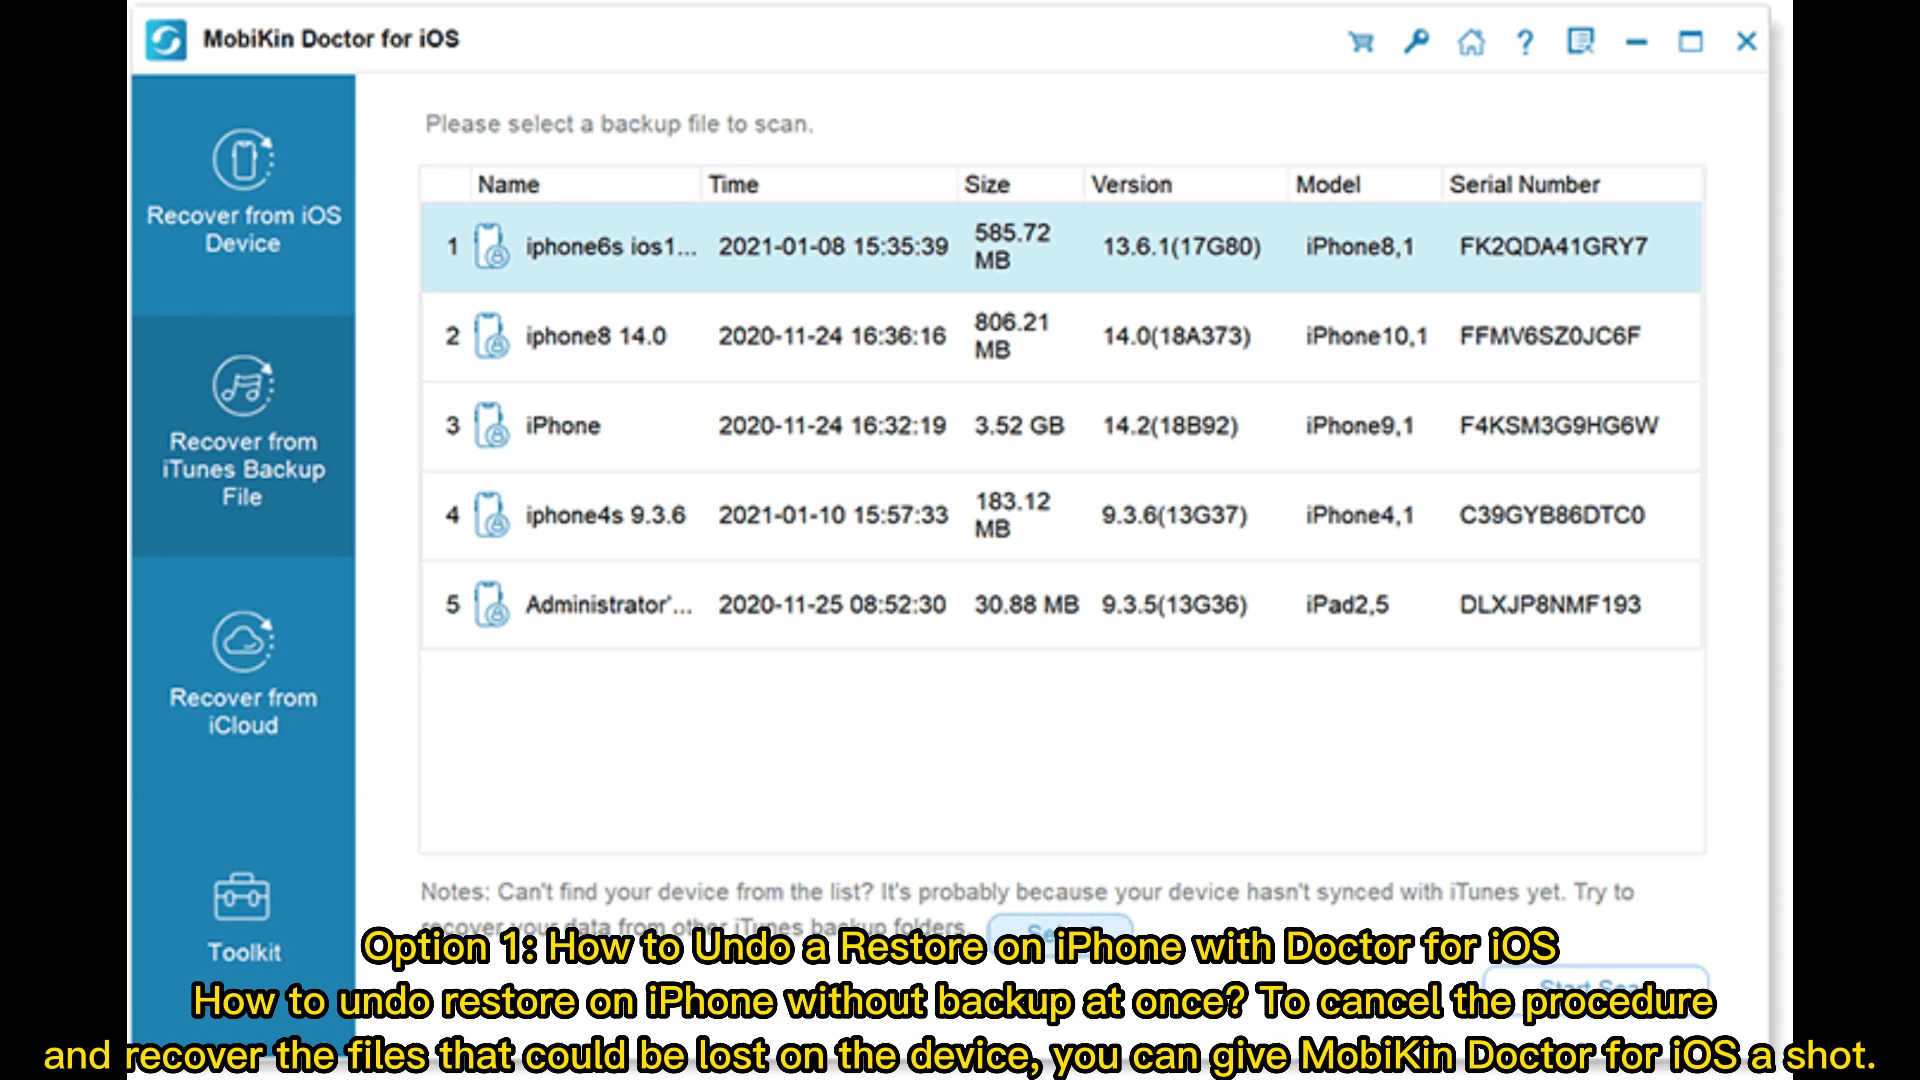 MobiKin Doctor for iOS
Please select a backup file to scan.
Name Time Size Version Model Serial Number
1 iphone6s ios1... 2021-01-08 15:35:39 585.72 MB 13.6.1(17G80) iPhone8,1 FK2QDA41GRY7
2 iphone8 14.0 2020-11-24 16:36:16 806.21 MB 14.0(18A373) iPhone10,1 FFMV6SZ0JC6F
3 iPhone 2020-11-24 16:32:19 3.52 GB 14.2(18B92) iPhone9,1 F4KSM3G9HG6W
4 iphone4s 9.3.6 2021-01-10 15:57:33 183.12 MB 9.3.6(13G37) iPhone4,1 C39GYB86DTC0
5 Administrator'... 2020-11-25 08:52:30 30.88 MB 9.3.5(13G36) iPad2,5 DLXJP8NMF193
Recover from iOS
Device
Recover from
iTunes Backup
File
Recover from
iCloud
Toolkit
Notes: Can't find your device from the list? It's probably because your device hasn't synced with iTunes yet. Try to
recover your data from other iTunes backup folders.
Option 1: How to Undo a Restore on iPhone with Doctor for iOS
How to undo restore on iPhone without backup at once? To cancel the procedure
and recover the files that could be lost on the device, you can give MobiKin Doctor for iOS a shot.